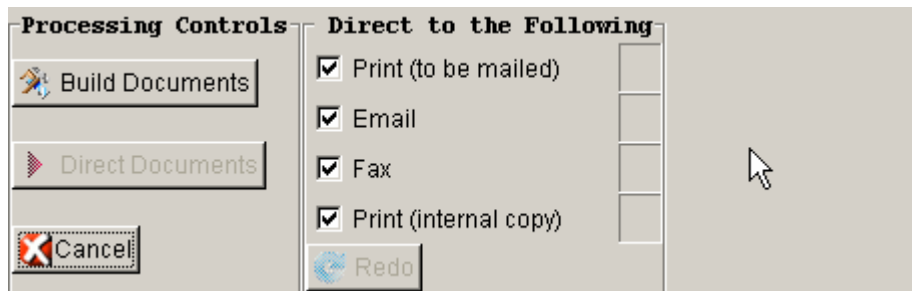 Processing Controls
Build Documents
Direct Documents
Cancel
Direct to the Following
Print (to be mailed)
Email
Fax
Print (internal copy)
Redo